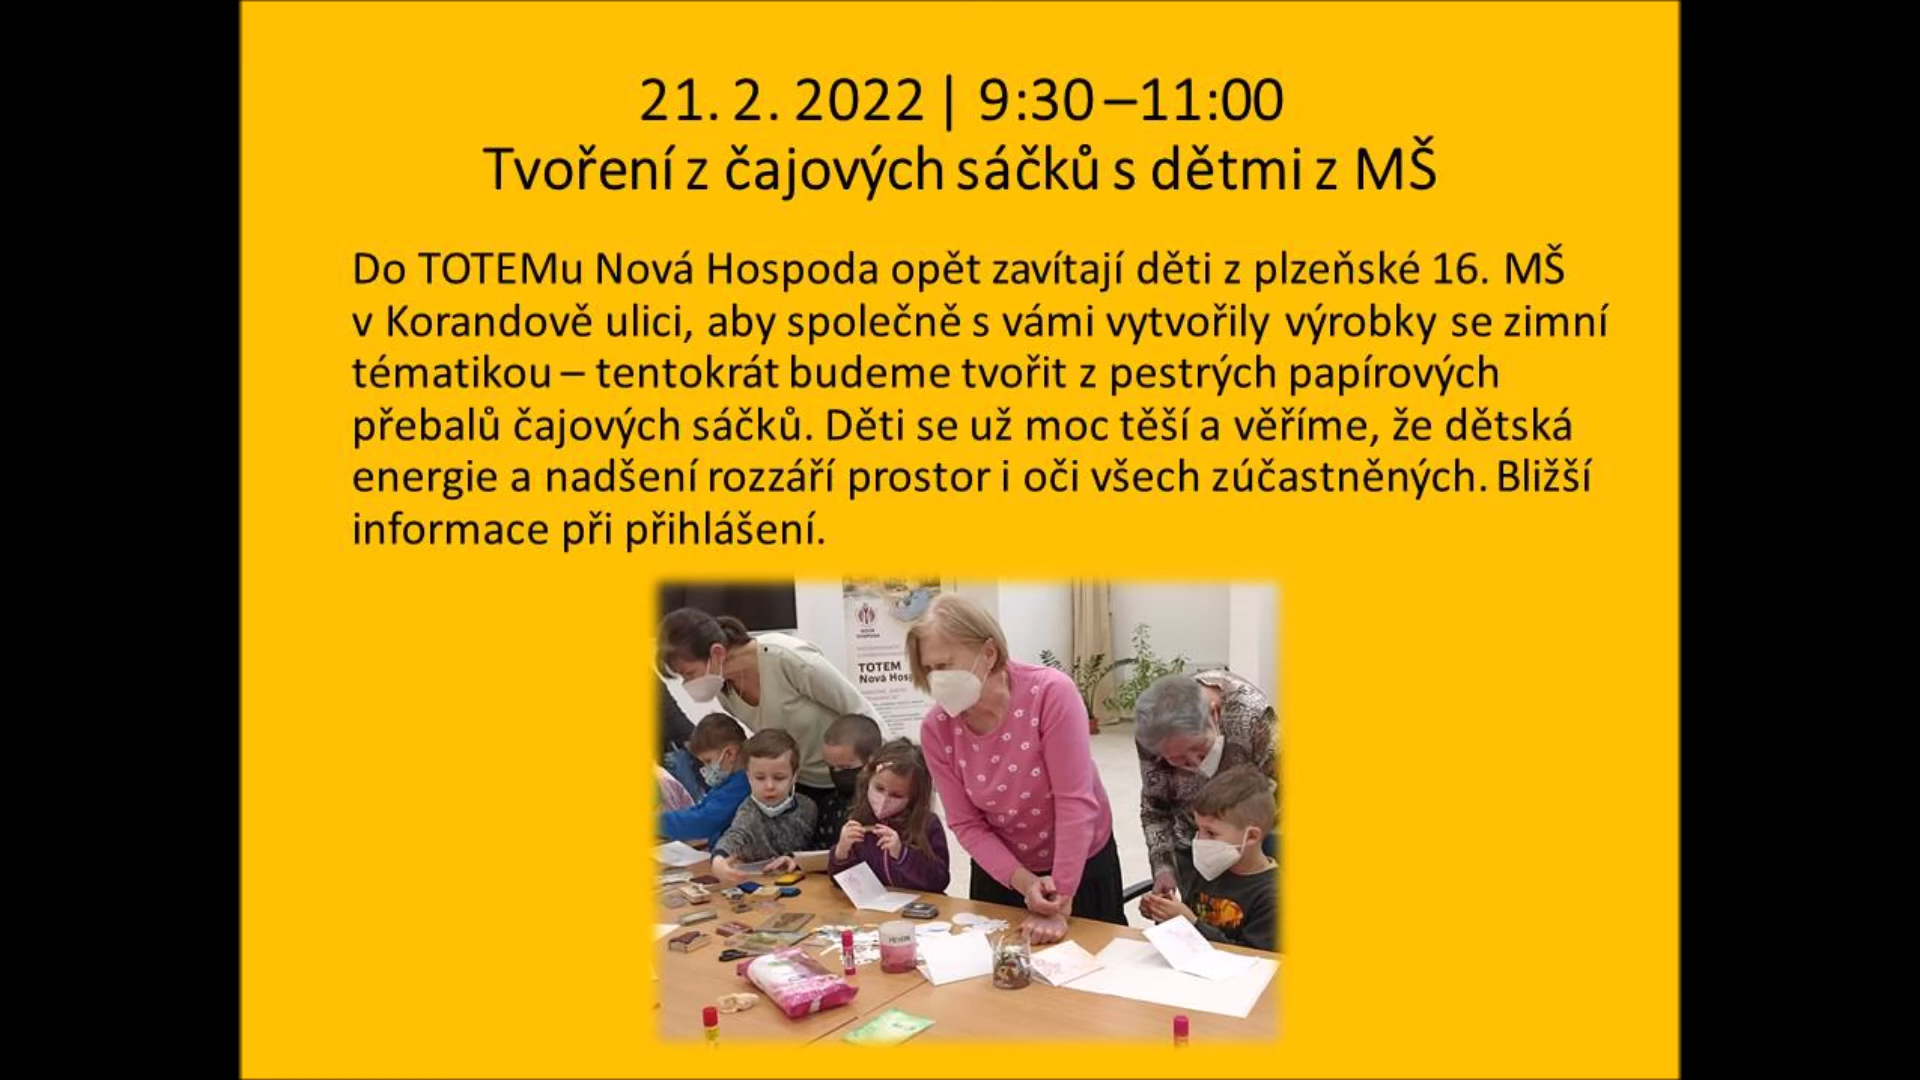 21. 2. 2022 | 9:30 –11:00
Tvoření z čajových sáčků s dětmi z MŠ
Do TOTEMu Nová Hospoda opět zavítají děti z plzeňské 16. MŠ
v Korandově ulici, aby společně s vámi vytvořily výrobky se zimní
tématikou – tentokrát budeme tvořit z pestrých papírových
přebalů čajových sáčků. Děti se už moc těší a věříme, že dětská
energie a nadšení rozzáří prostor i oči všech zúčastněných. Bližší
informace při přihlášení.
TOTEM
Nová